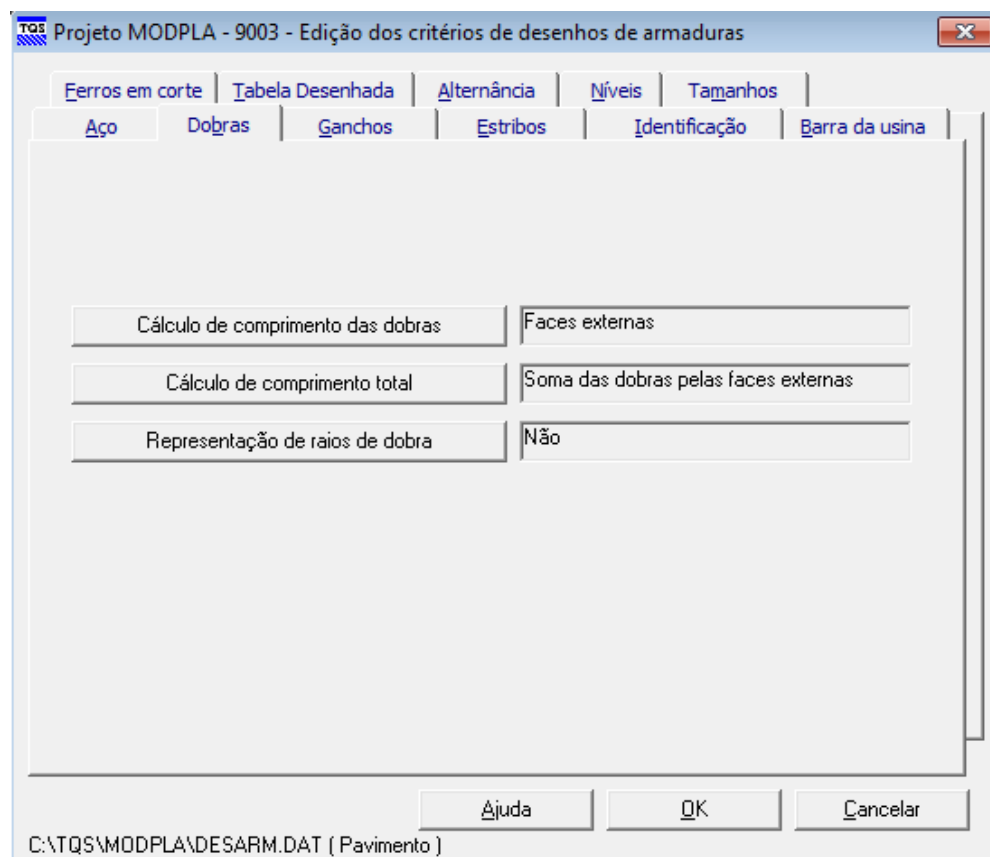 TQS Projeto MODPLA - 9003 - Edição dos critérios de desenhos de armaduras
Ferros em corte Tabela Desenhada Alternância Níveis Tamanhos
Aço Dobras Ganchos Estribos Identificação Barra da usina
Cálculo de comprimento das dobras Faces externas
Cálculo de comprimento total Soma das dobras pelas faces externas
Representação de raios de dobra Não
Ajuda OK Cancelar
C:\TQS\MODPLA\DESARM.DAT ( Pavimento )